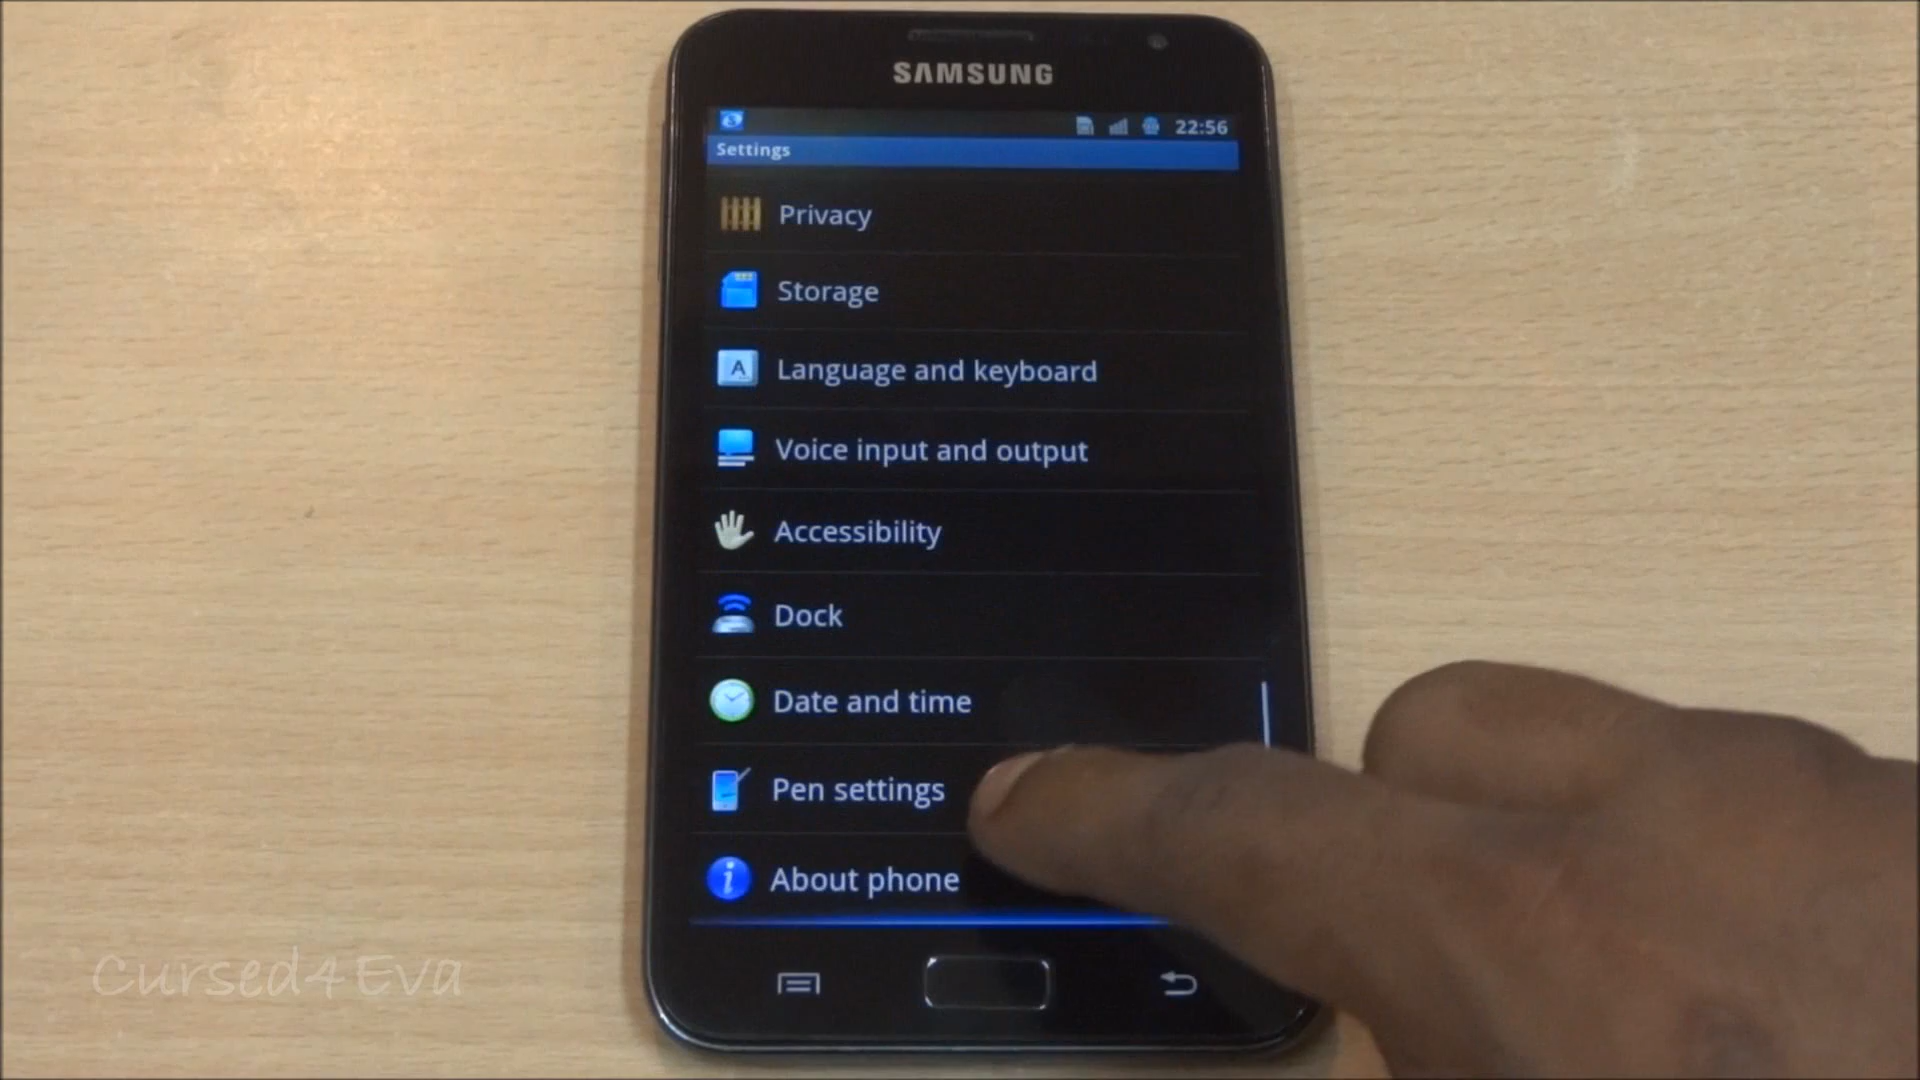 SAMSUNG
22:56
Settings
Privacy
Storage
Language and keyboard
Voice input and output
Accessibility
Dock
Date and time
Pen settings
About phone
Cursed4Eva